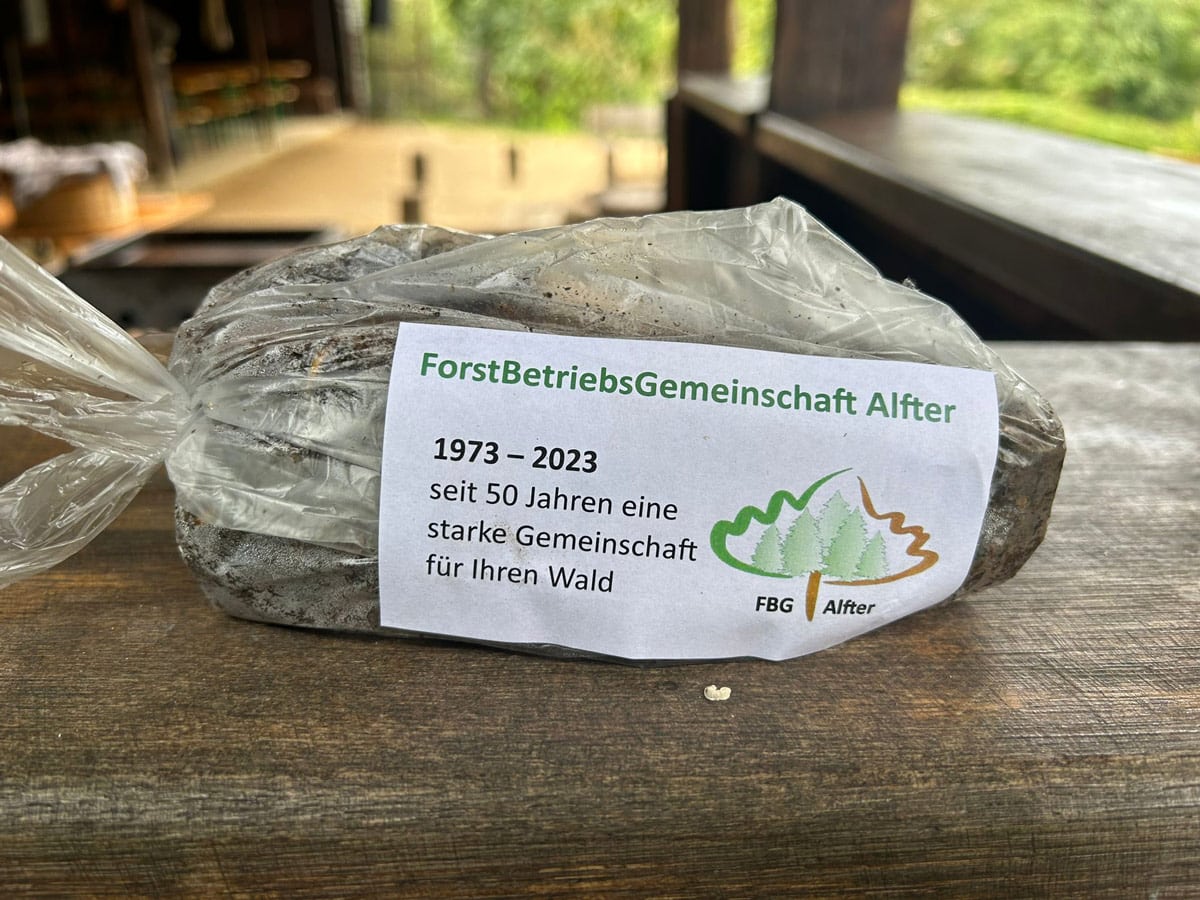 ForstBetriebsGemeinschaft Alfter
1973 – 2023
seit 50 Jahren eine
starke Gemeinschaft
für Ihren Wald
FBG Alfter